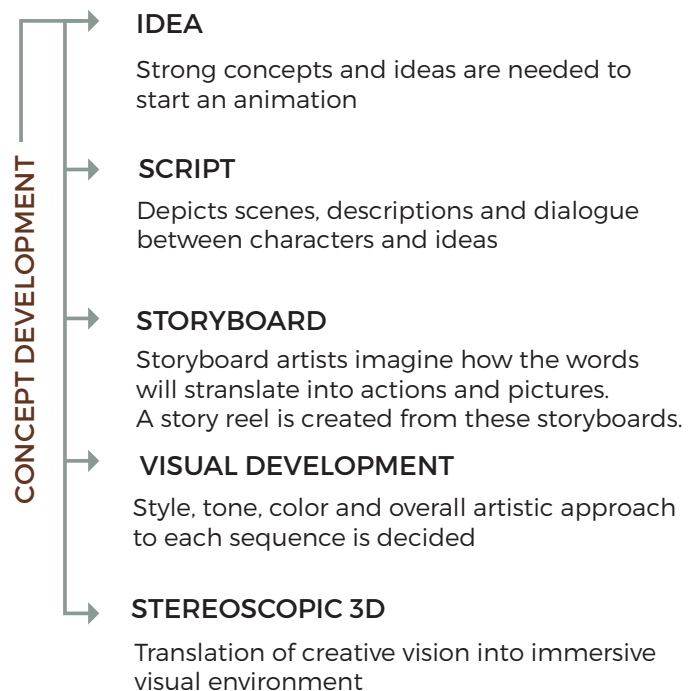 CONCEPT DEVELOPMENT
IDEA
Strong concepts and ideas are needed to
start an animation
SCRIPT
Depicts scenes, descriptions and dialogue
between characters and ideas
STORYBOARD
Storyboard artists imagine how the words
will stranslate into actions and pictures.
A story reel is created from these storyboards.
VISUAL DEVELOPMENT
Style, tone, color and overall artistic approach
to each sequence is decided
STEREOSCOPIC 3D
Translation of creative vision into immersive
visual environment